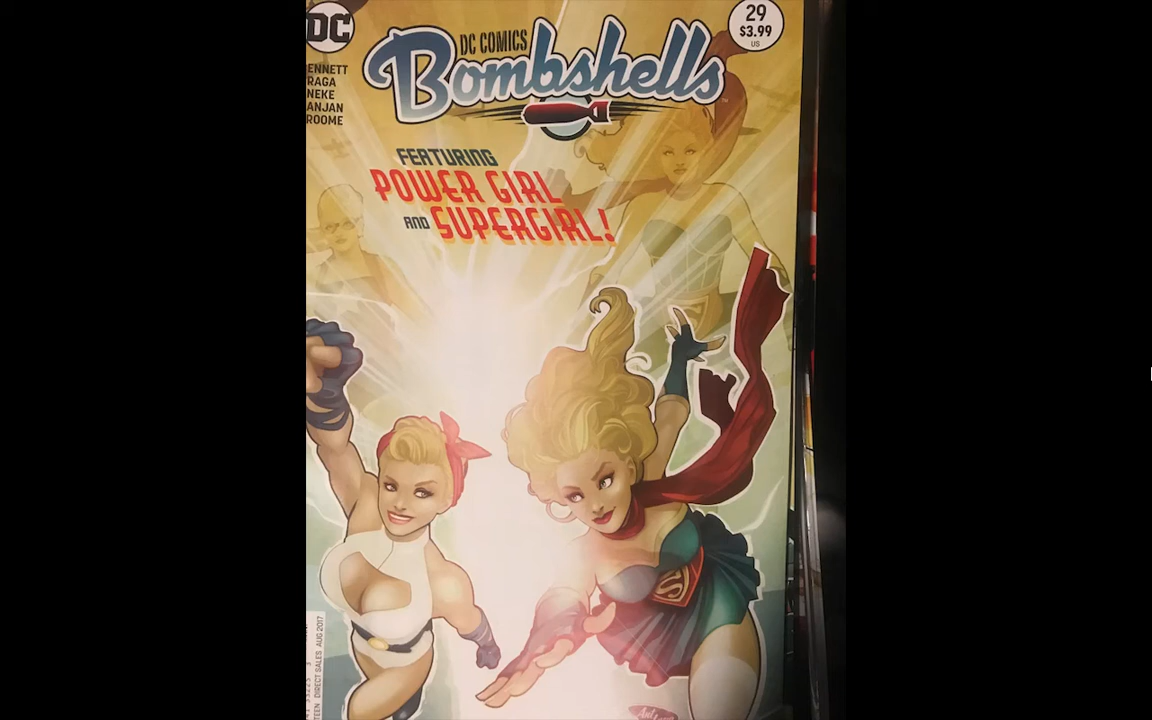 DC
29
$3.99
US
DC COMICS
Bombshells
ENNETT
RAGA
NEKE
ANJAN
ROOME
FEATURING
POWER GIRL
AND SUPERGIRL!
S
TEEN DIRECT SALES AUG 2017